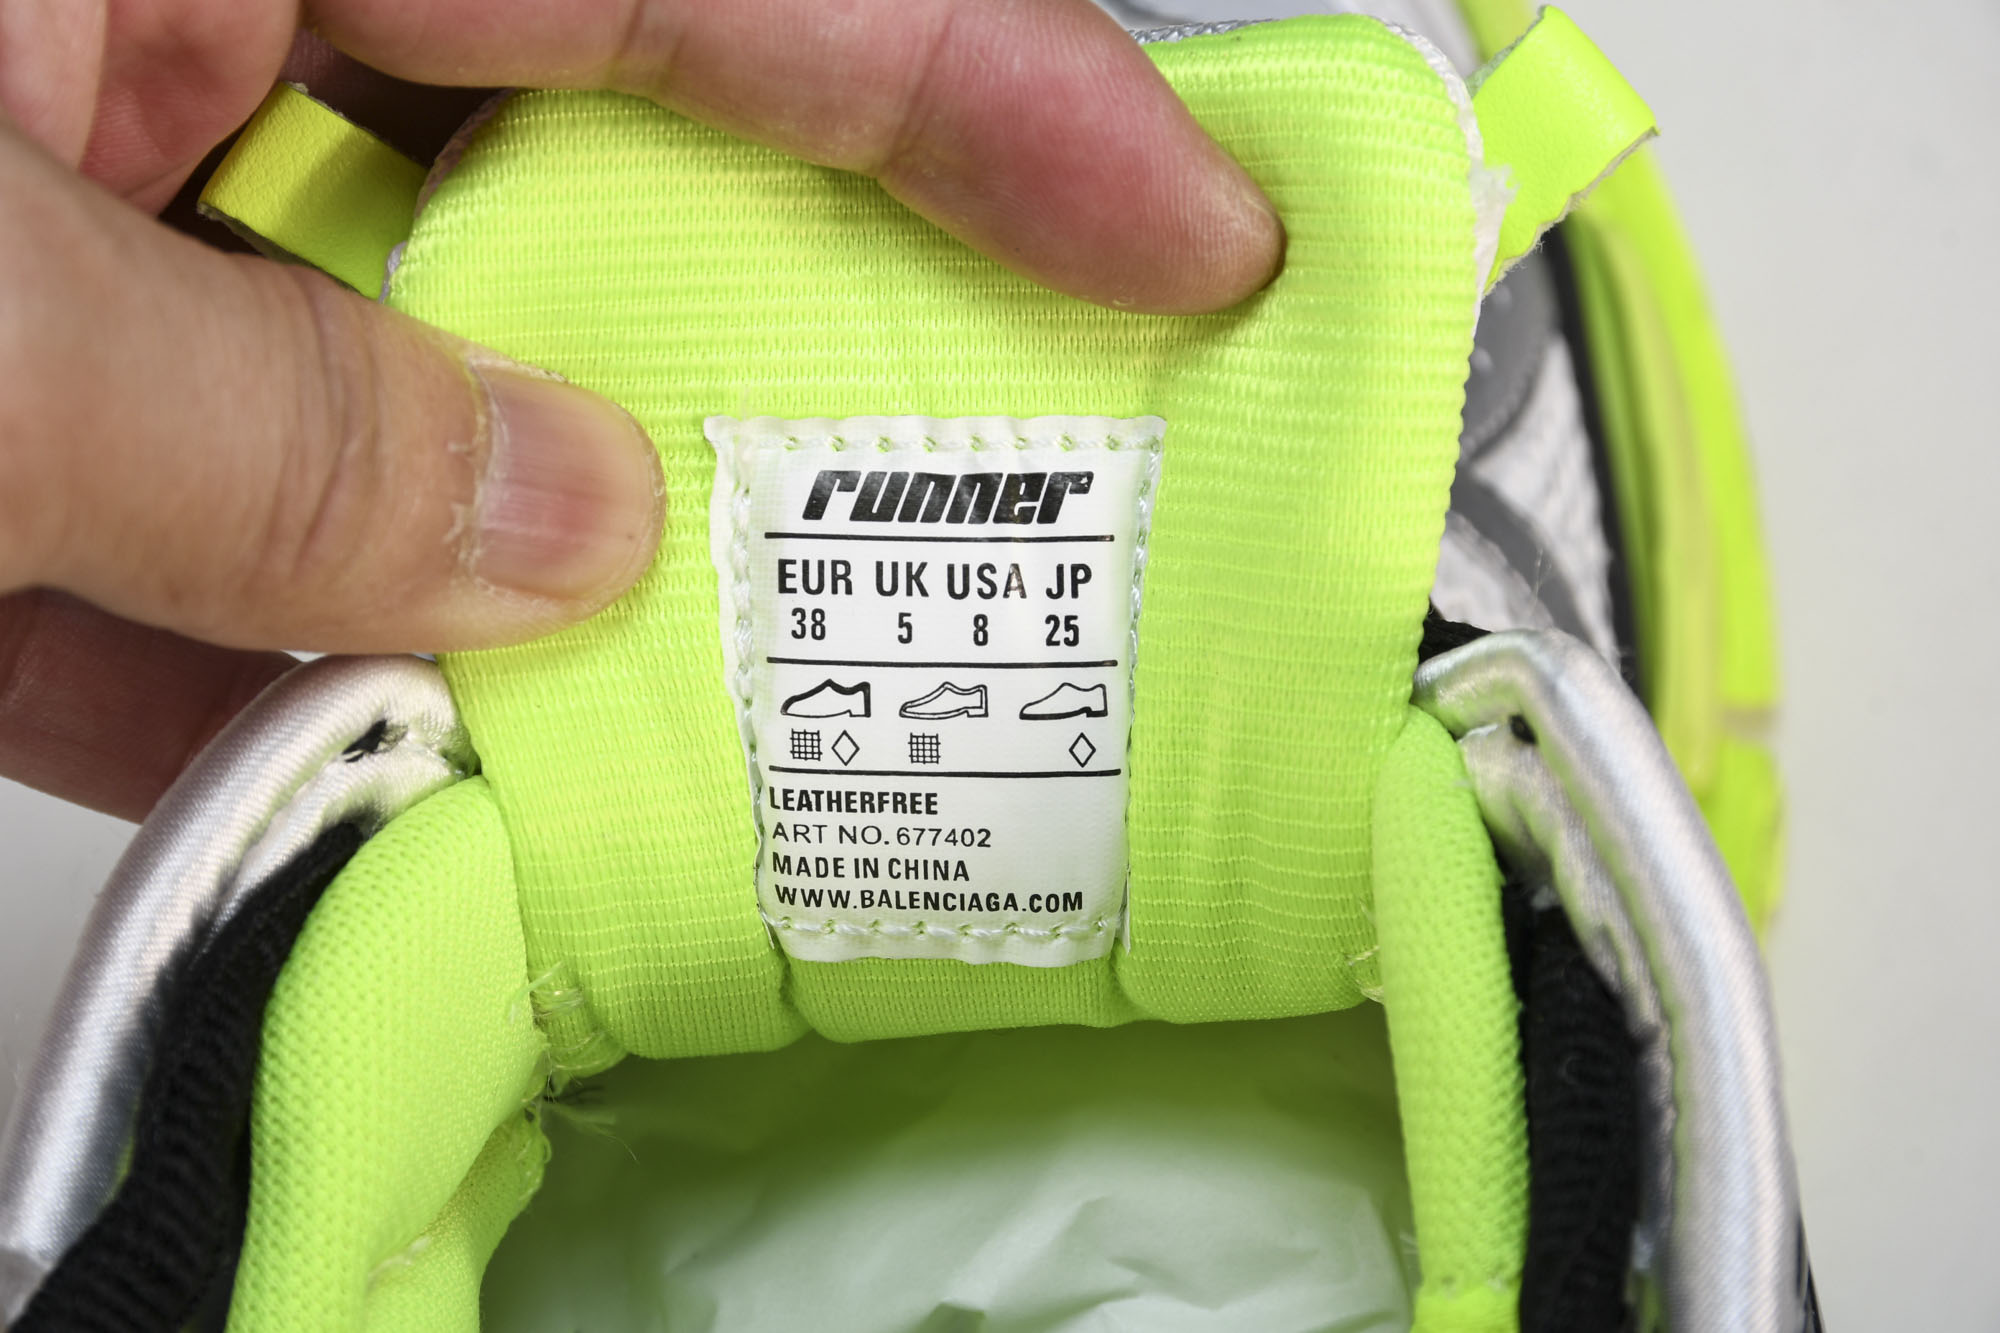 runner
EUR UK USA JP
38 5 8 25
LEATHERFREE
ART NO. 677402
MADE IN CHINA
WWW.BALENCIAGA.COM